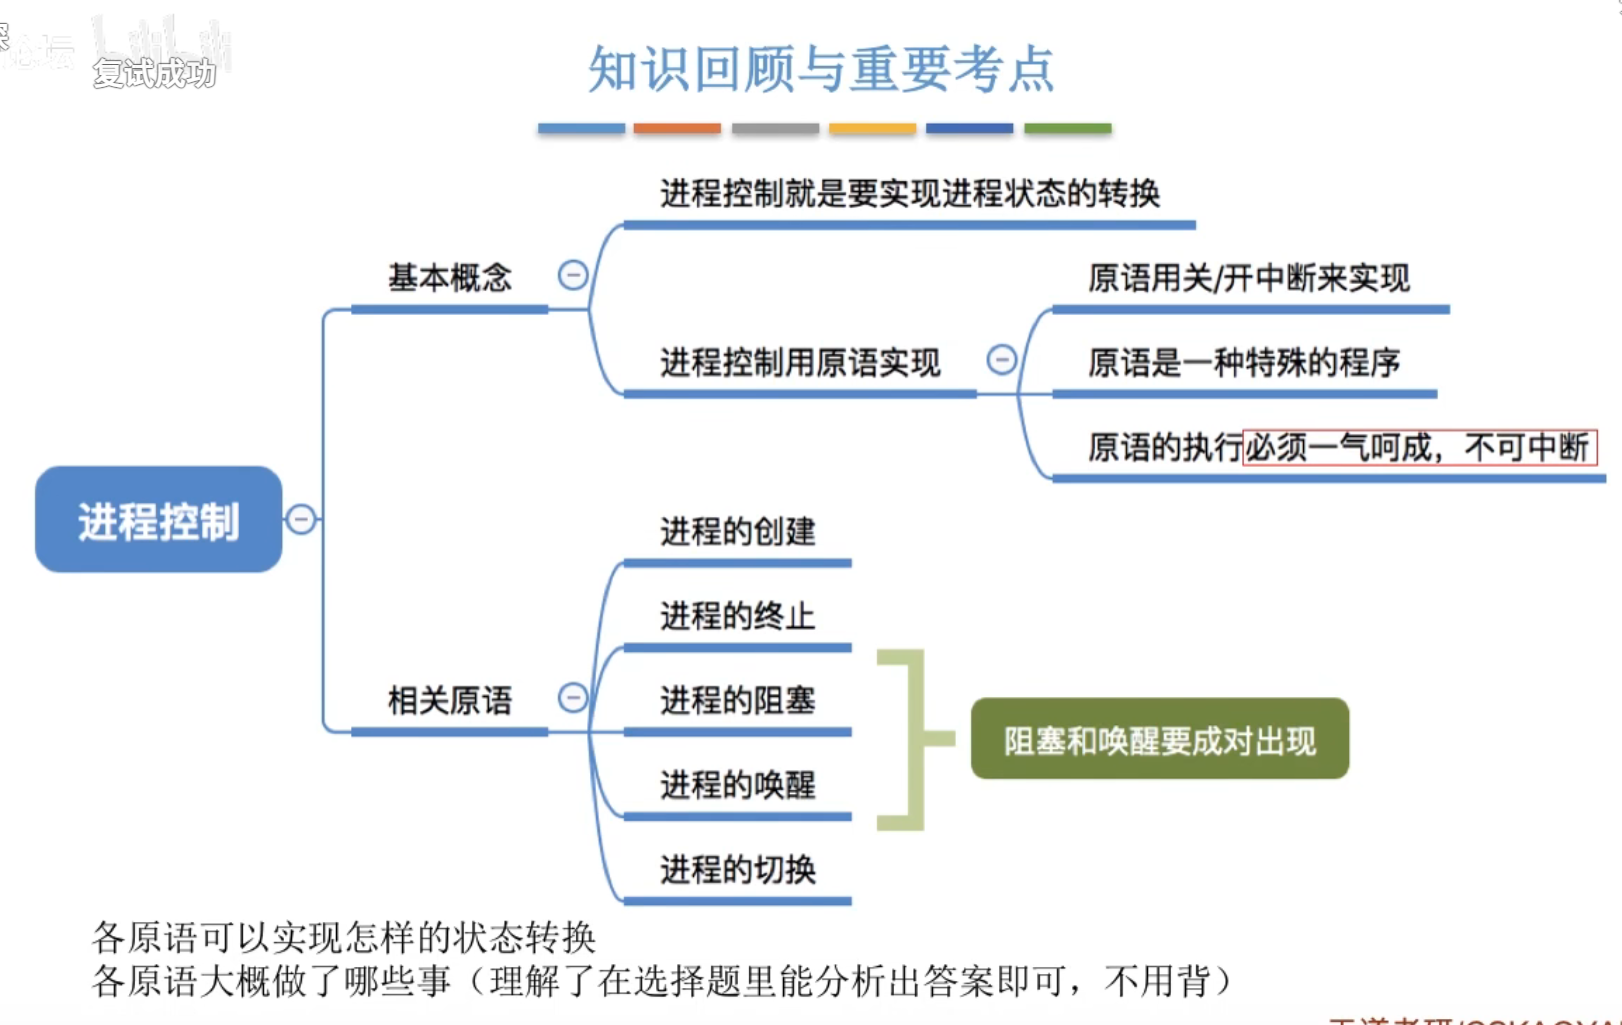 复试成功
知识回顾与重要考点
进程控制就是要实现进程状态的转换
基本概念
原语用关/开中断来实现
进程控制用原语实现
原语是一种特殊的程序
原语的执行必须一气呵成，不可中断
进程控制
进程的创建
进程的终止
相关原语
进程的阻塞
阻塞和唤醒要成对出现
进程的唤醒
进程的切换
各原语可以实现怎样的状态转换
各原语大概做了哪些事（理解了在选择题里能分析出答案即可，不用背）